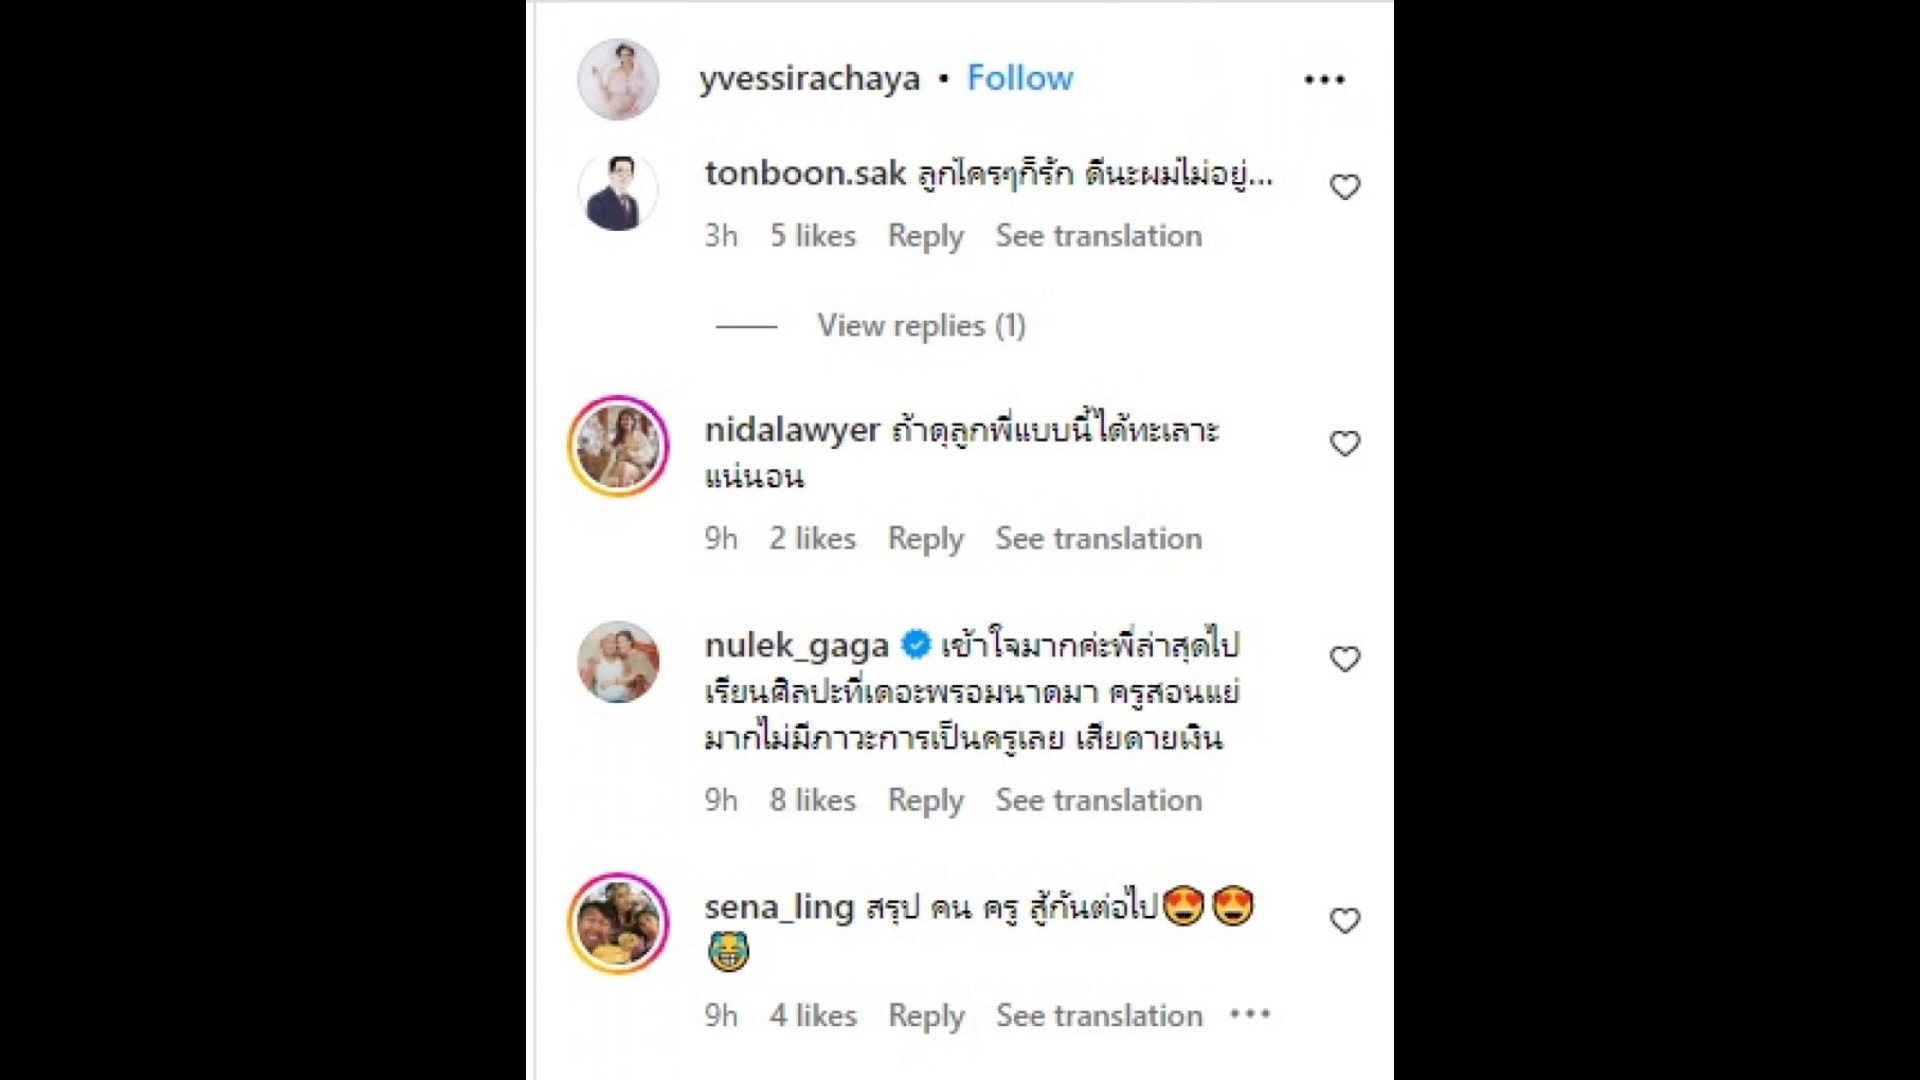 yvessirachaya • Follow
tonboon.sak ลูกใครๆก็รัก ดีนะผมไม่อยู่...
3h 5 likes Reply See translation
View replies (1)
nidalawyer ถ้าดุลูกพี่แบบนี้ได้ทะเลาะ
แน่นอน
9h 2 likes Reply See translation
nulek_gaga เข้าใจมากค่ะพี่ล่าสุดไป
เรียนศิลปะที่เดอะพรอมนาดมา ครูสอนแย่
มากไม่มีภาวะการเป็นครูเลย เสียดายเงิน
9h 8 likes Reply See translation
sena_ling สรุป คน ครู สู้กันต่อไป😍😍
😹
9h 4 likes Reply See translation